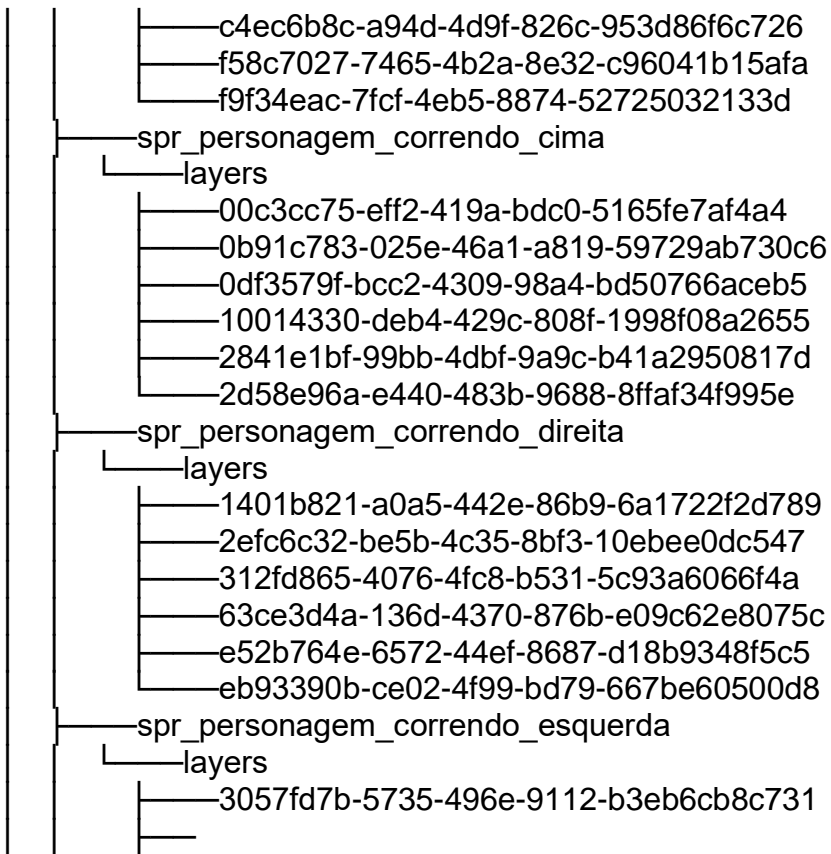 c4ec6b8c-a94d-4d9f-826c-953d86f6c726
f58c7027-7465-4b2a-8e32-c96041b15afa
f9f34eac-7fcf-4eb5-8874-52725032133d
spr_personagem_correndo_cima
layers
00c3cc75-eff2-419a-bdc0-5165fe7af4a4
0b91c783-025e-46a1-a819-59729ab730c6
0df3579f-bcc2-4309-98a4-bd50766aceb5
10014330-deb4-429c-808f-1998f08a2655
2841e1bf-99bb-4dbf-9a9c-b41a2950817d
2d58e96a-e440-483b-9688-8ffaf34f995e
spr_personagem_correndo_direita
layers
1401b821-a0a5-442e-86b9-6a1722f2d789
2efc6c32-be5b-4c35-8bf3-10ebee0dc547
312fd865-4076-4fc8-b531-5c93a6066f4a
63ce3d4a-136d-4370-876b-e09c62e8075c
e52b764e-6572-44ef-8687-d18b9348f5c5
eb93390b-ce02-4f99-bd79-667be60500d8
spr_personagem_correndo_esquerda
layers
3057fd7b-5735-496e-9112-b3eb6cb8c731